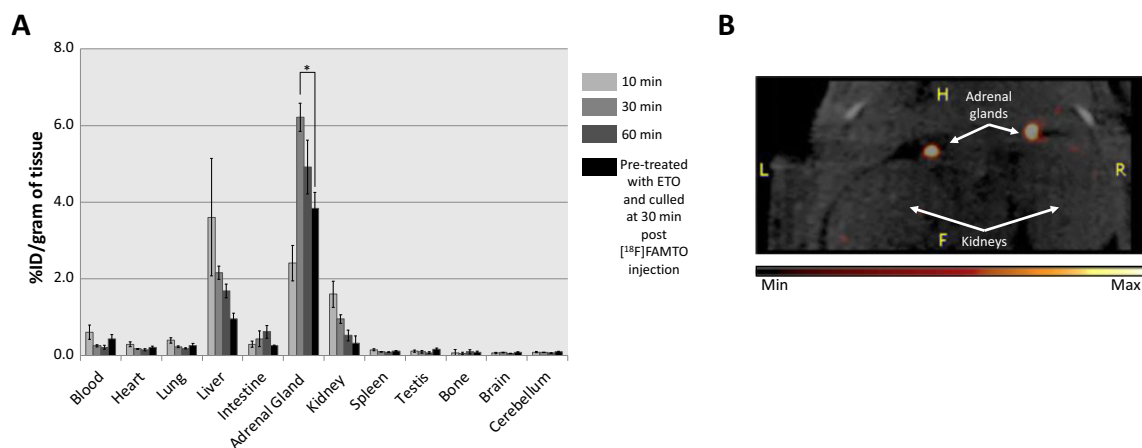 A
B
%ID/gram of tissue
8.0
6.0
4.0
2.0
0.0
*
Blood
Heart
Lung
Liver
Intestine
Adrenal Gland
Kidney
Spleen
Testis
Bone
Brain
Cerebellum
10 min
30 min
60 min
Pre-treated
with ETO
and culled
at 30 min
post
[¹⁸F]FAMTO
injection
H
Adrenal
glands
L
R
F
Kidneys
Min
Max